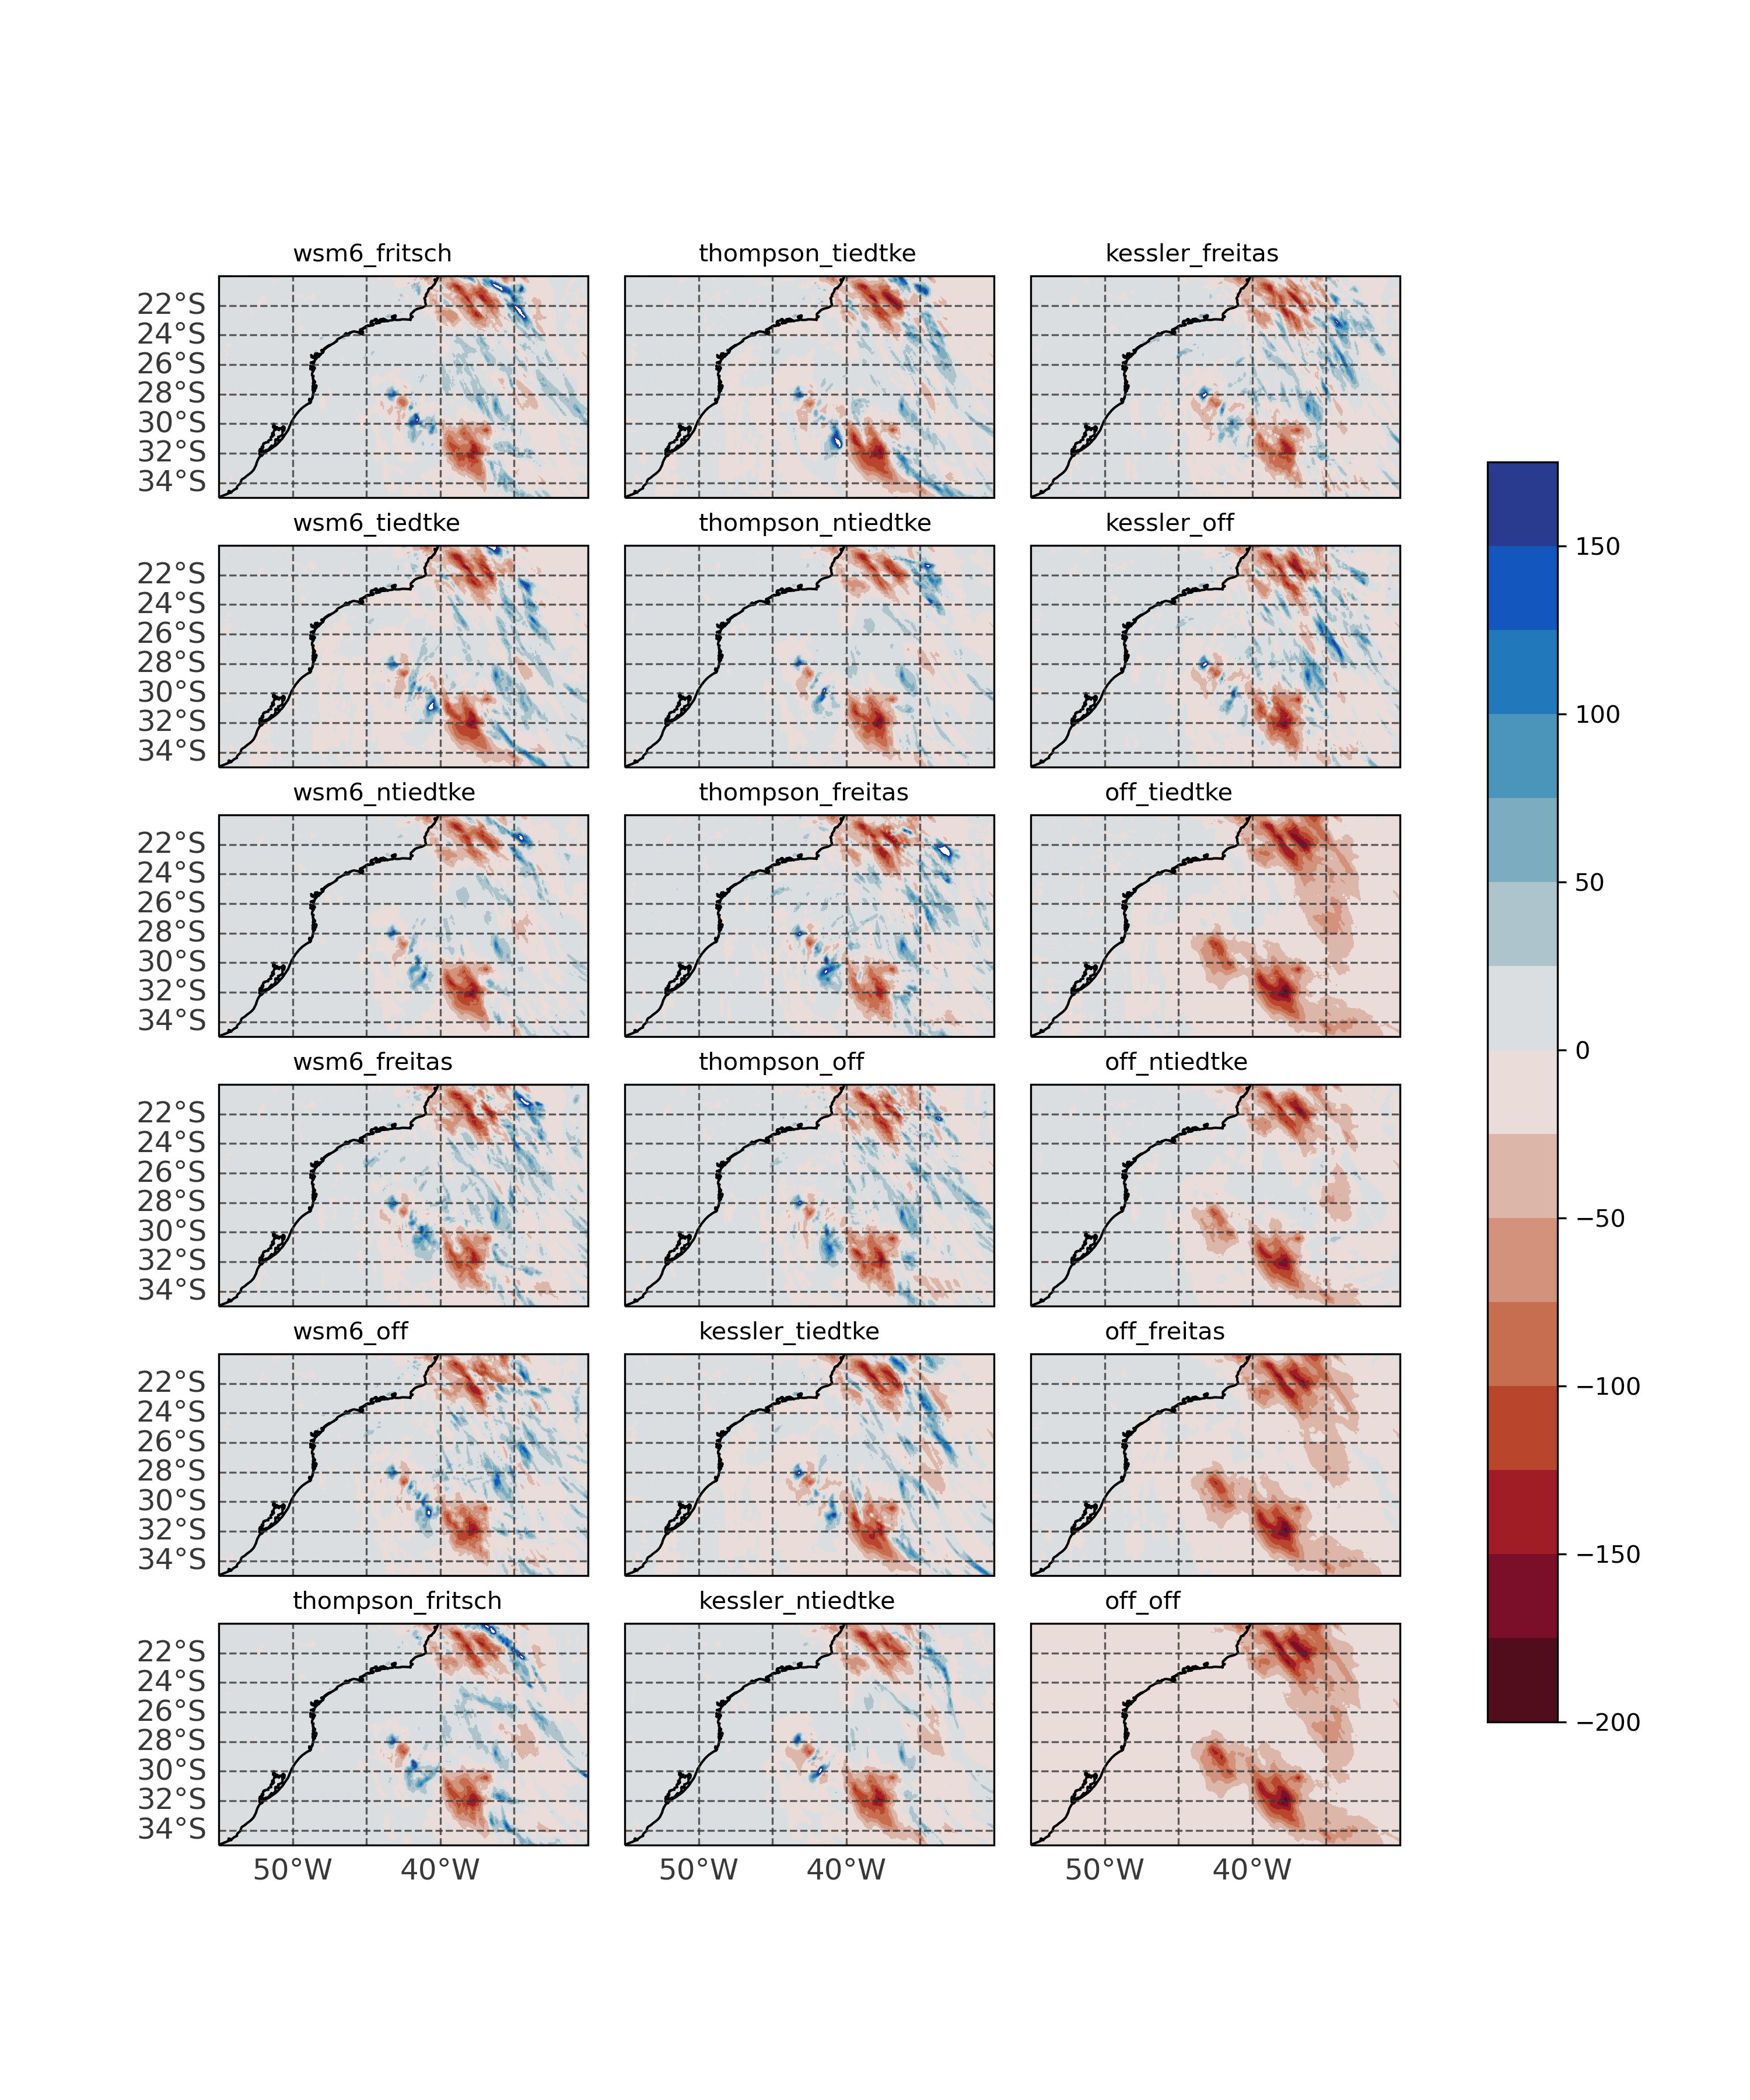 wsm6_fritsch
thompson_tiedtke
kessler_freitas
22°S
24°S
26°S
28°S
30°S
32°S
34°S
wsm6_tiedtke
thompson_ntiedtke
kessler_off
22°S
24°S
26°S
28°S
30°S
32°S
34°S
wsm6_ntiedtke
thompson_freitas
off_tiedtke
22°S
24°S
26°S
28°S
30°S
32°S
34°S
wsm6_freitas
thompson_off
off_ntiedtke
22°S
24°S
26°S
28°S
30°S
32°S
34°S
wsm6_off
kessler_tiedtke
off_freitas
22°S
24°S
26°S
28°S
30°S
32°S
34°S
thompson_fritsch
kessler_ntiedtke
off_off
22°S
24°S
26°S
28°S
30°S
32°S
34°S
50°W 40°W
50°W 40°W
50°W 40°W
150
100
50
0
−50
−100
−150
−200